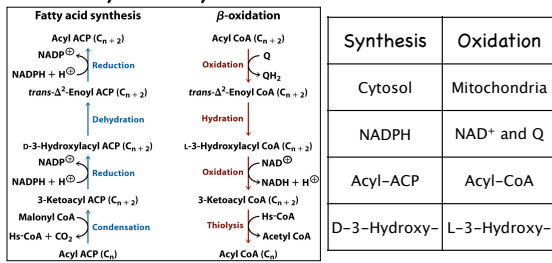 Fatty acid synthesis
Acyl ACP (Cn + 2)
NADP⊕
NADPH + H⊕
Reduction
trans-Δ2-Enoyl ACP (Cn + 2)
Dehydration
D-3-Hydroxylacyl ACP (Cn + 2)
NADP⊕
NADPH + H⊕
Reduction
3-Ketoacyl ACP (Cn + 2)
Malonyl CoA
Hs-CoA + CO2
Condensation
Acyl ACP (Cn)
β-oxidation
Acyl CoA (Cn + 2)
Oxidation
Q
QH2
trans-Δ2-Enoyl CoA (Cn + 2)
Hydration
L-3-Hydroxylacyl CoA (Cn + 2)
Oxidation
NAD⊕
NADH + H⊕
3-Ketoacyl CoA (Cn + 2)
Thiolysis
Hs-CoA
Acetyl CoA
Acyl CoA (Cn)
Synthesis Oxidation
Cytosol Mitochondria
NADPH NAD+ and Q
Acyl-ACP Acyl-CoA
D-3-Hydroxy- L-3-Hydroxy-